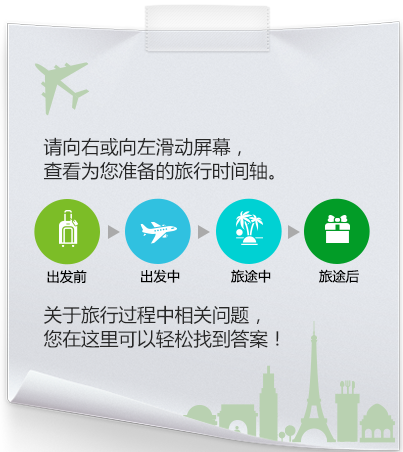 请向右或向左滑动屏幕，
查看为您准备的旅行时间轴。
出发前 出发中 旅途中 旅途后
关于旅行过程中相关问题，
您在这里可以轻松找到答案！